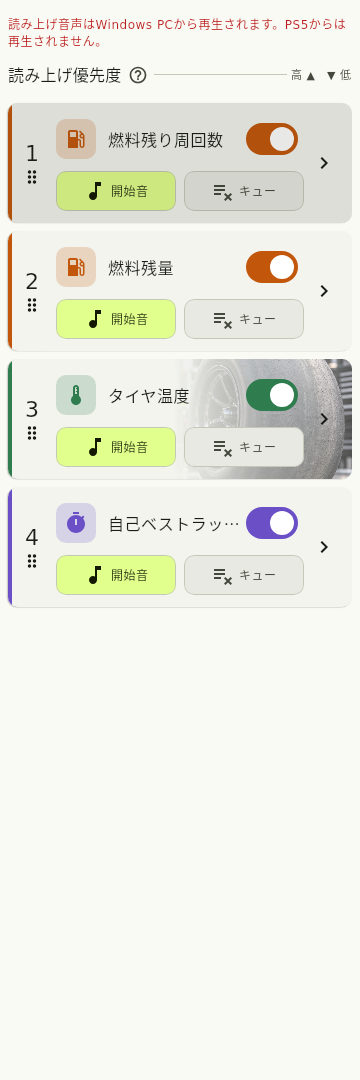 読み上げ音声はWindows PCから再生されます。PS5からは
再生されません。
読み上げ優先度 高 ▲ ▼ 低
1 燃料残り周回数
開始音 キュー
2 燃料残量
開始音 キュー
3 タイヤ温度
開始音 キュー
4 自己ベストラッ…
開始音 キュー